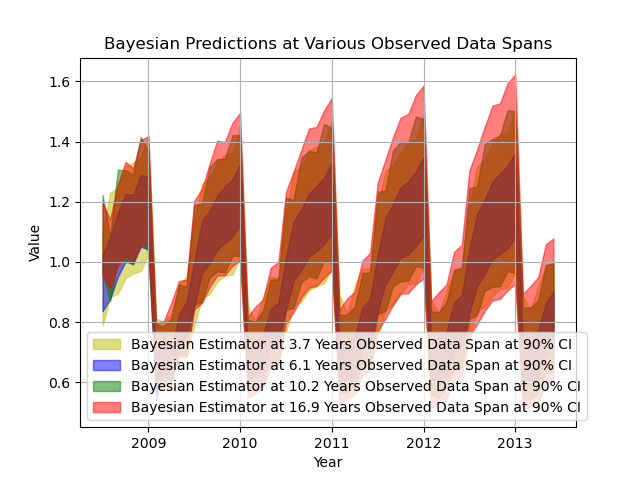 Bayesian Predictions at Various Observed Data Spans
1.6
1.4
1.2
1.0
0.8
0.6
Value
Bayesian Estimator at 3.7 Years Observed Data Span at 90% CI
Bayesian Estimator at 6.1 Years Observed Data Span at 90% CI
Bayesian Estimator at 10.2 Years Observed Data Span at 90% CI
Bayesian Estimator at 16.9 Years Observed Data Span at 90% CI
2009 2010 2011 2012 2013
Year